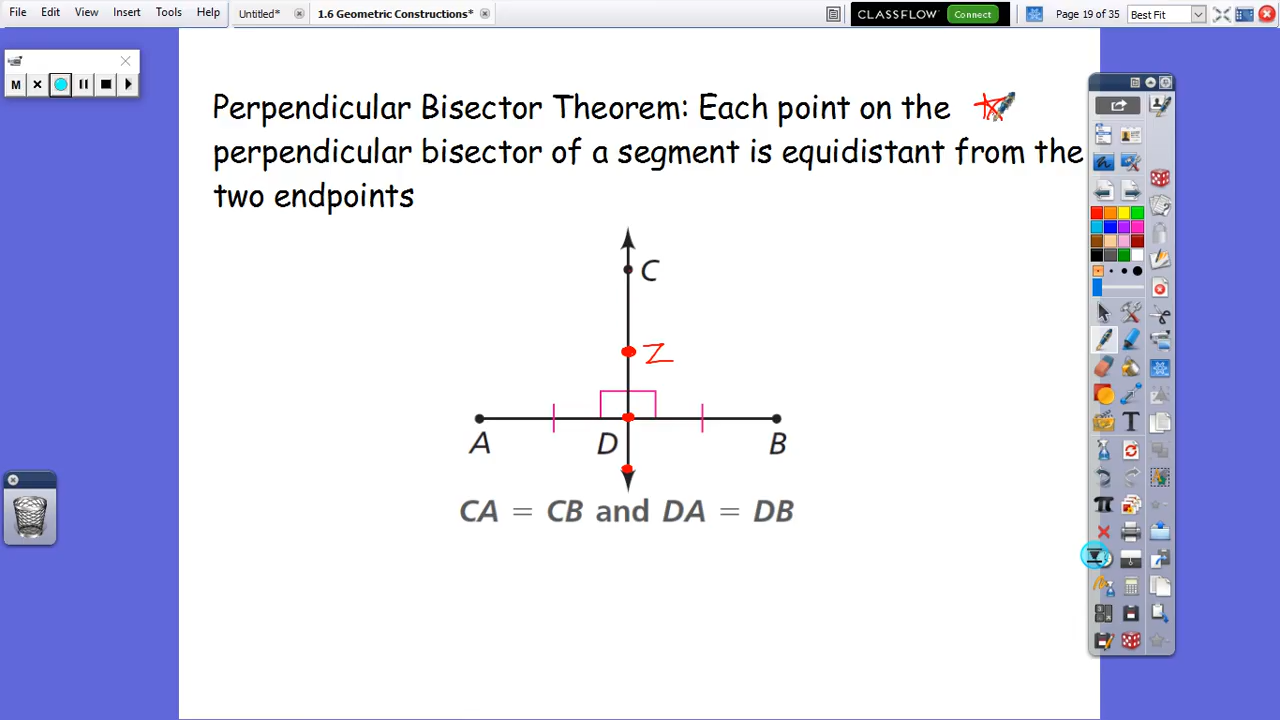 File Edit View Insert Tools Help Untitled* 1.6 Geometric Constructions* CLASSFLOW Connect Page 19 of 35 Best Fit
M
Perpendicular Bisector Theorem: Each point on the
perpendicular bisector of a segment is equidistant from the
two endpoints
C
Z
A D B
CA = CB and DA = DB
T